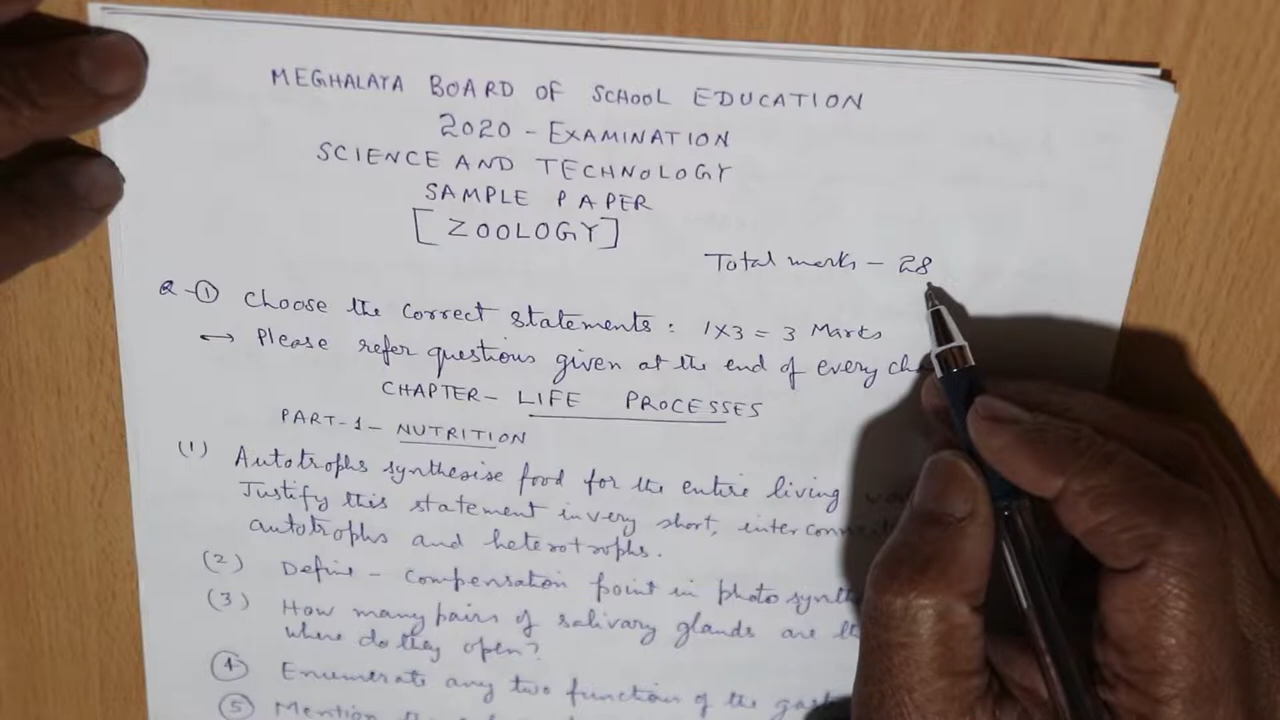 MEGHALAYA BOARD OF SCHOOL EDUCATION
2020 - EXAMINATION
SCIENCE AND TECHNOLOGY
SAMPLE PAPER
[ZOOLOGY]
Total marks - 28
Q-① Choose the correct statements: 1x3 = 3 Marks
→ Please refer questions given at the end of every
CHAPTER- LIFE PROCESSES
PART-1- NUTRITION
(1) Autotrophs synthesise food for the entire living
Justify this statement in very short,
autotrophs and heterotrophs.
(2) Define - compensation point in
(3) How many pairs of salivary glands are
where do they open?
④ Enumerate any two function of the
⑤ Mention